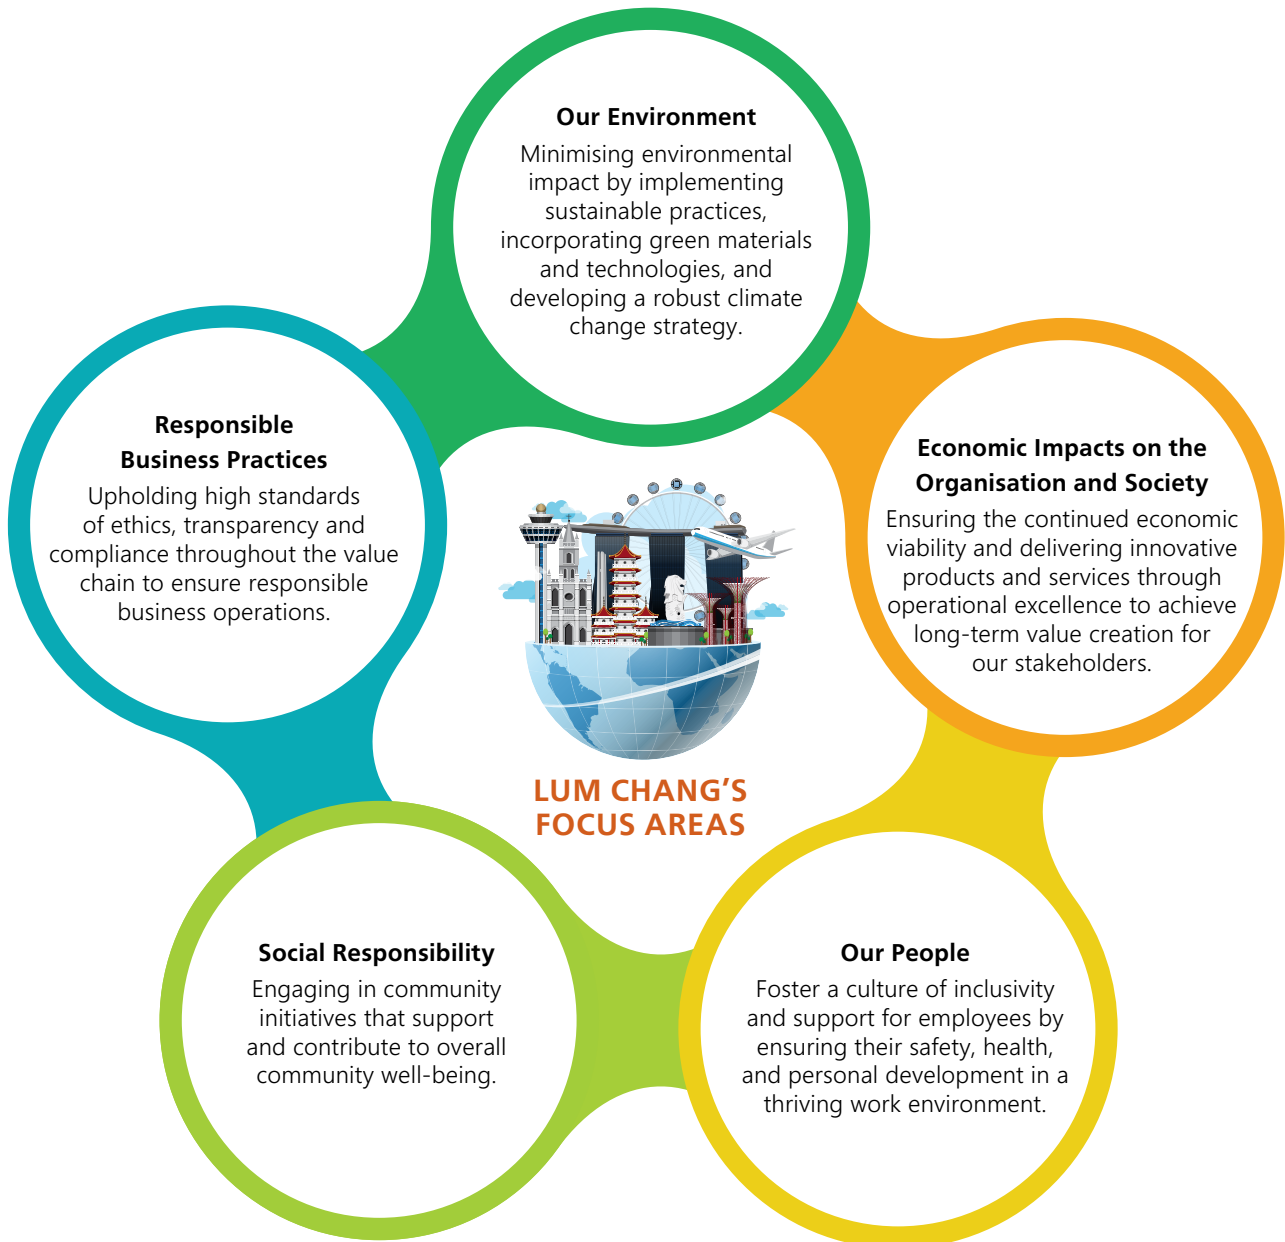 Our Environment
Minimising environmental
impact by implementing
sustainable practices,
incorporating green materials
and technologies, and
developing a robust climate
change strategy.
Responsible
Business Practices
Upholding high standards
of ethics, transparency and
compliance throughout the value
chain to ensure responsible
business operations.
Economic Impacts on the
Organisation and Society
Ensuring the continued economic
viability and delivering innovative
products and services through
operational excellence to achieve
long-term value creation for
our stakeholders.
LUM CHANG’S
FOCUS AREAS
Social Responsibility
Engaging in community
initiatives that support
and contribute to overall
community well-being.
Our People
Foster a culture of inclusivity
and support for employees by
ensuring their safety, health,
and personal development in a
thriving work environment.